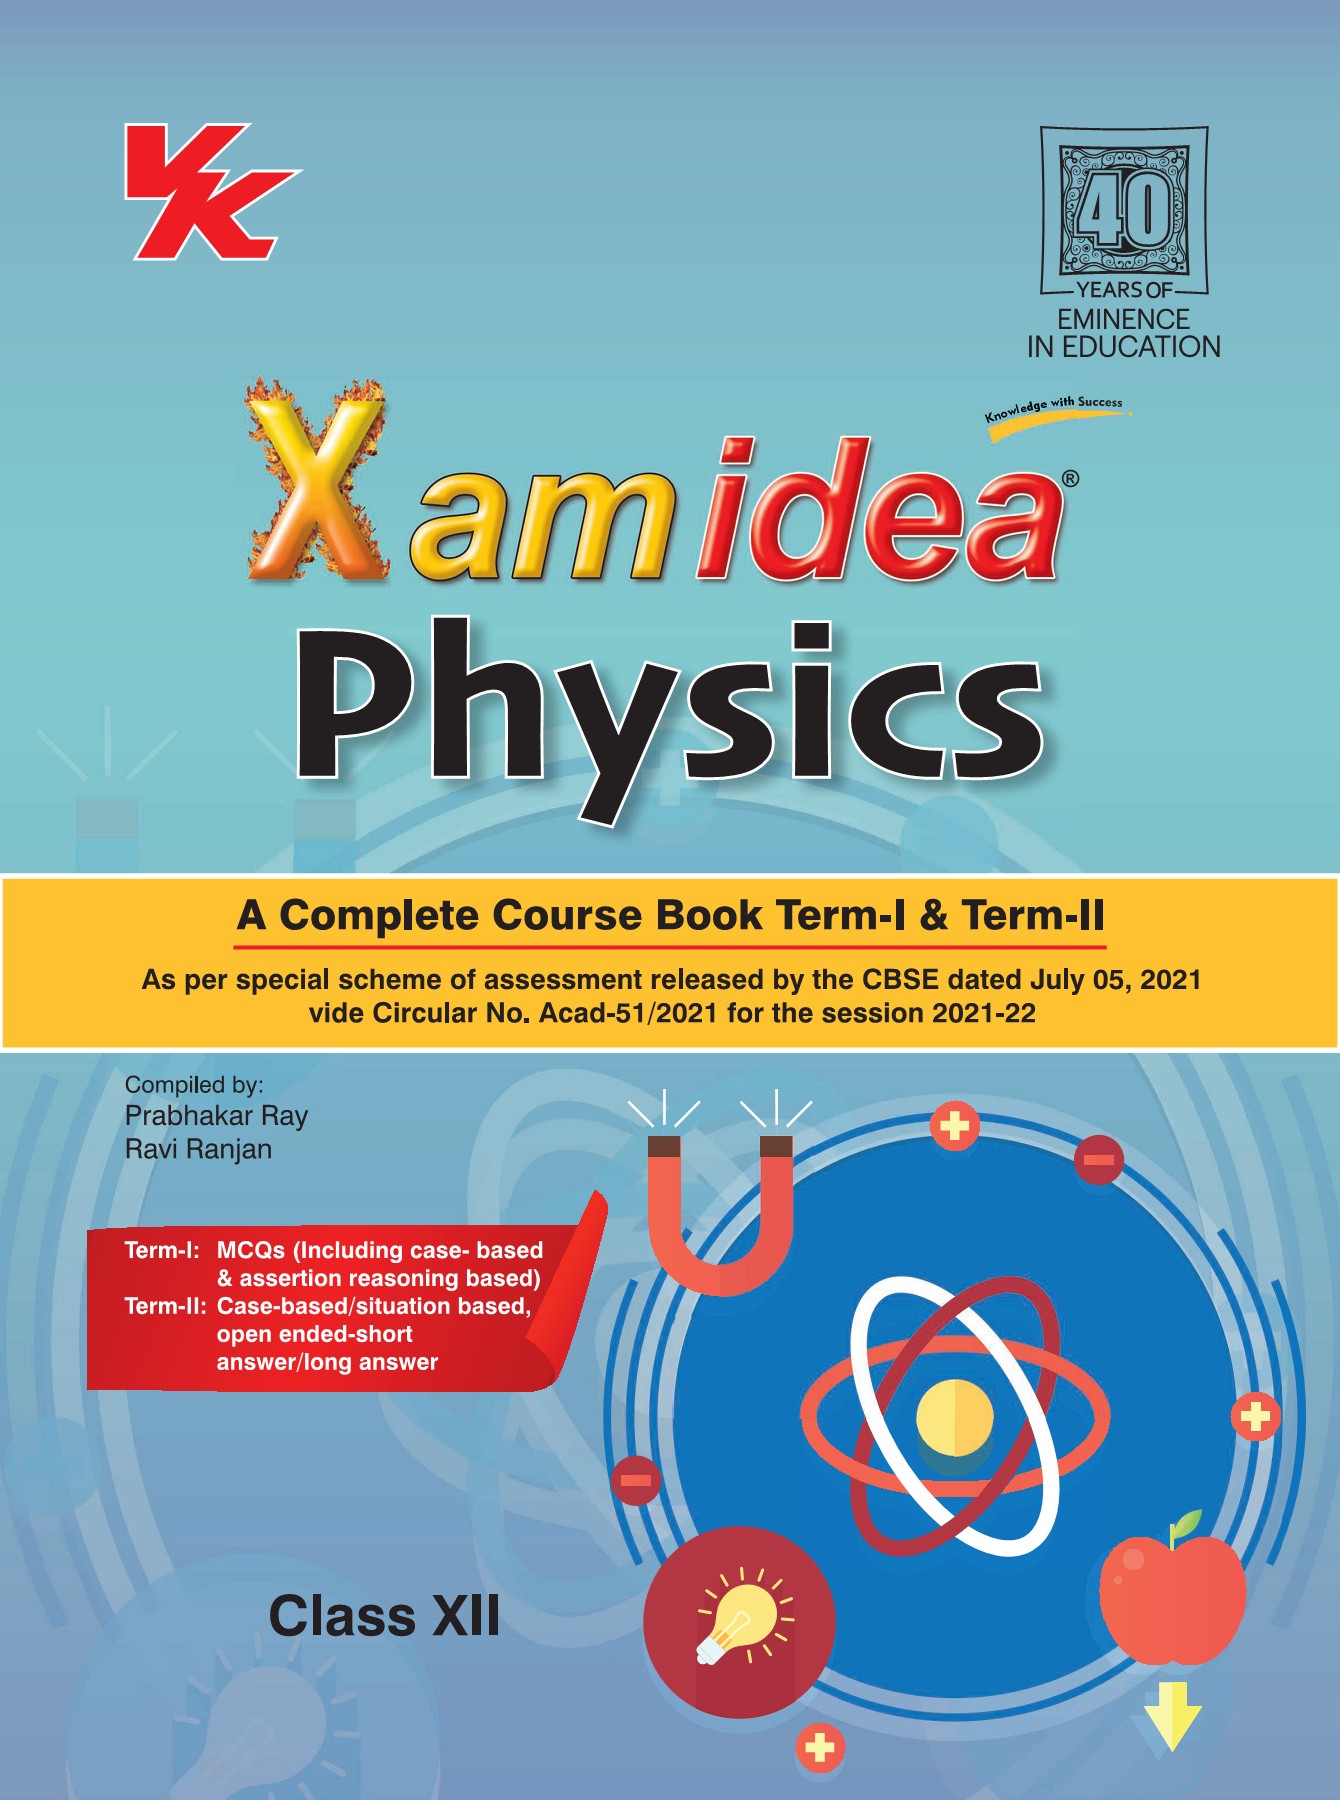 VK
40
YEARS OF
EMINENCE
IN EDUCATION
Knowledge with Success
Xam idea®
Physics
A Complete Course Book Term-I & Term-II
As per special scheme of assessment released by the CBSE dated July 05, 2021
vide Circular No. Acad-51/2021 for the session 2021-22
Compiled by:
Prabhakar Ray
Ravi Ranjan
Term-I: MCQs (Including case- based
& assertion reasoning based)
Term-II: Case-based/situation based,
open ended-short
answer/long answer
Class XII